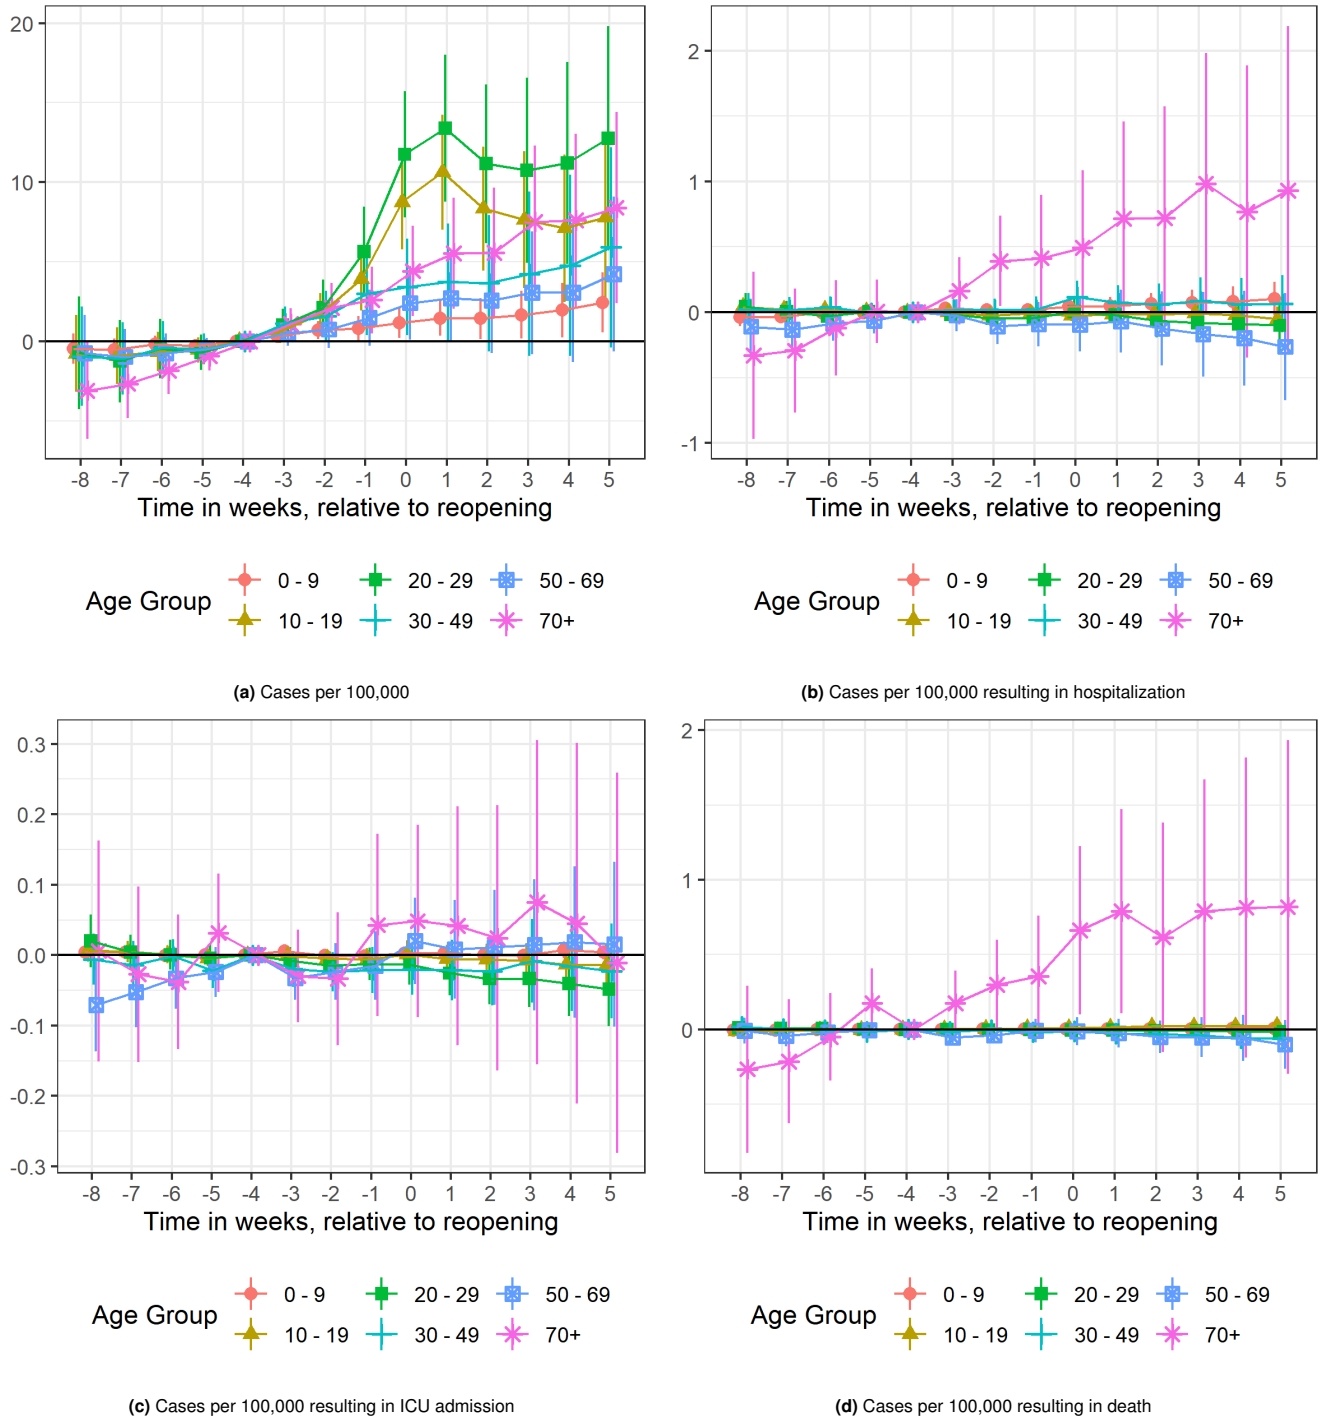 20
10
0
-8 -7 -6 -5 -4 -3 -2 -1 0 1 2 3 4 5
Time in weeks, relative to reopening
Age Group
0 - 9 20 - 29 50 - 69
10 - 19 30 - 49 70+
(a) Cases per 100,000
2
1
0
-1
-8 -7 -6 -5 -4 -3 -2 -1 0 1 2 3 4 5
Time in weeks, relative to reopening
Age Group
0 - 9 20 - 29 50 - 69
10 - 19 30 - 49 70+
(b) Cases per 100,000 resulting in hospitalization
0.3
0.2
0.1
0.0
-0.1
-0.2
-0.3
-8 -7 -6 -5 -4 -3 -2 -1 0 1 2 3 4 5
Time in weeks, relative to reopening
Age Group
0 - 9 20 - 29 50 - 69
10 - 19 30 - 49 70+
(c) Cases per 100,000 resulting in ICU admission
2
1
0
-8 -7 -6 -5 -4 -3 -2 -1 0 1 2 3 4 5
Time in weeks, relative to reopening
Age Group
0 - 9 20 - 29 50 - 69
10 - 19 30 - 49 70+
(d) Cases per 100,000 resulting in death